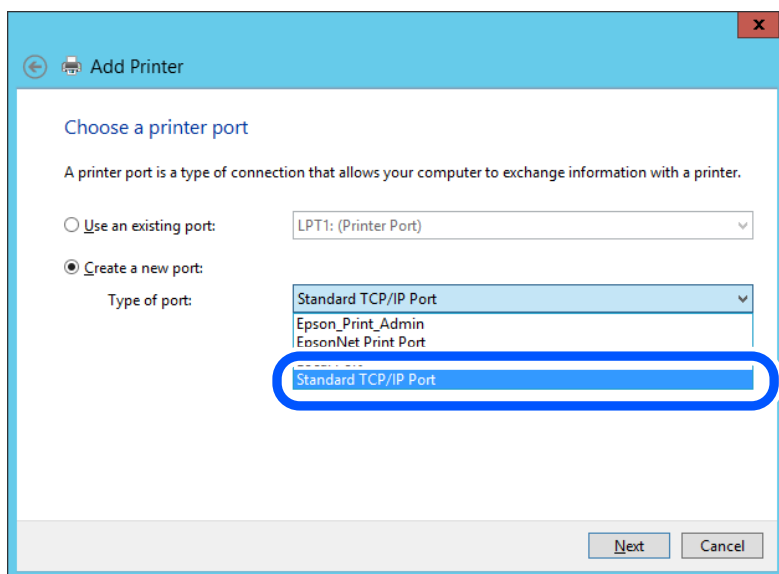 x
Add Printer
Choose a printer port
A printer port is a type of connection that allows your computer to exchange information with a printer.
Use an existing port:
LPT1: (Printer Port)
Create a new port:
Type of port:
Standard TCP/IP Port
Epson_Print_Admin
EpsonNet Print Port
Standard TCP/IP Port
Next
Cancel